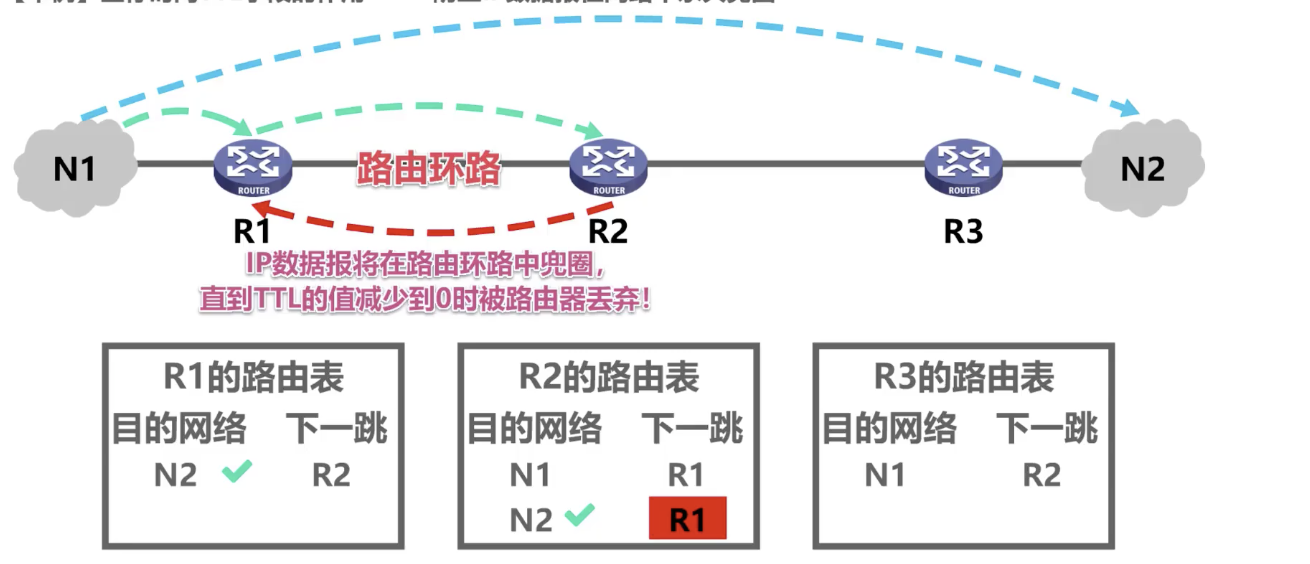 N1
路由环路
N2
ROUTER
ROUTER
ROUTER
R1
R2
R3
IP数据报将在路由环路中兜圈，
直到TTL的值减少到0时被路由器丢弃！
R1的路由表
目的网络 下一跳
N2 R2
R2的路由表
目的网络 下一跳
N1 R1
N2 R1
R3的路由表
目的网络 下一跳
N1 R2